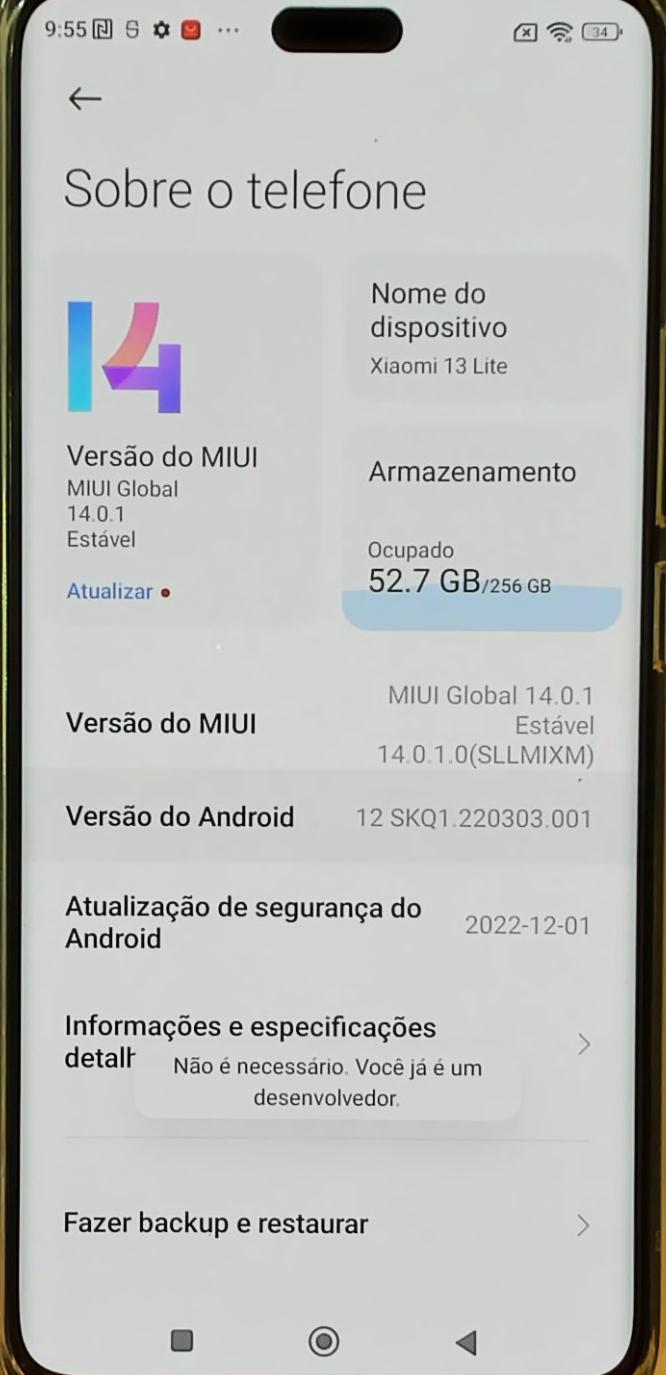 9:55
34
Sobre o telefone
14
Versão do MIUI
MIUI Global
14.0.1
Estável
Atualizar
Nome do
dispositivo
Xiaomi 13 Lite
Armazenamento
Ocupado
52.7 GB/256 GB
Versão do MIUI
MIUI Global 14.0.1
Estável
14.0.1.0(SLLMIXM)
Versão do Android
12 SKQ1.220303.001
Atualização de segurança do
Android
2022-12-01
Informações e especificações
detalh
Não é necessário. Você já é um
desenvolvedor.
Fazer backup e restaurar